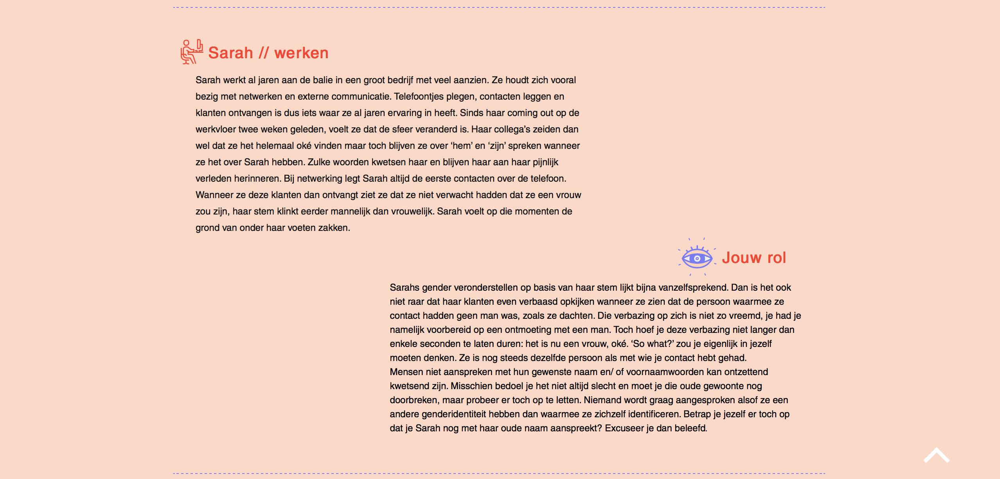 Sarah // werken
Sarah werkt al jaren aan de balie in een groot bedrijf met veel aanzien. Ze houdt zich vooral
bezig met netwerken en externe communicatie. Telefoontjes plegen, contacten leggen en
klanten ontvangen is dus iets waar ze al jaren ervaring in heeft. Sinds haar coming out op de
werkvloer twee weken geleden, voelt ze dat de sfeer veranderd is. Haar collega’s zeiden dan
wel dat ze het helemaal oké vinden maar toch blijven ze over ‘hem’ en ‘zijn’ spreken wanneer
ze het over Sarah hebben. Zulke woorden kwetsen haar en blijven haar aan haar pijnlijk
verleden herinneren. Bij netwerking legt Sarah altijd de eerste contacten over de telefoon.
Wanneer ze deze klanten dan ontvangt ziet ze dat ze niet verwacht hadden dat ze een vrouw
zou zijn, haar stem klinkt eerder mannelijk dan vrouwelijk. Sarah voelt op die momenten de
grond van onder haar voeten zakken.
Jouw rol
Sarahs gender veronderstellen op basis van haar stem lijkt bijna vanzelfsprekend. Dan is het ook
niet raar dat haar klanten even verbaasd opkijken wanneer ze zien dat de persoon waarmee ze
contact hadden geen man was, zoals ze dachten. Die verbazing op zich is niet zo vreemd, je had je
namelijk voorbereid op een ontmoeting met een man. Toch hoef je deze verbazing niet langer dan
enkele seconden te laten duren: het is nu een vrouw, oké. ‘So what?’ zou je eigenlijk in jezelf
moeten denken. Ze is nog steeds dezelfde persoon als met wie je contact hebt gehad.
Mensen niet aanspreken met hun gewenste naam en/ of voornaamwoorden kan ontzettend
kwetsend zijn. Misschien bedoel je het niet altijd slecht en moet je die oude gewoonte nog
doorbreken, maar probeer er toch op te letten. Niemand wordt graag aangesproken alsof ze een
andere genderidentiteit hebben dan waarmee ze zichzelf identificeren. Betrap je jezelf er toch op
dat je Sarah nog met haar oude naam aanspreekt? Excuseer je dan beleefd.